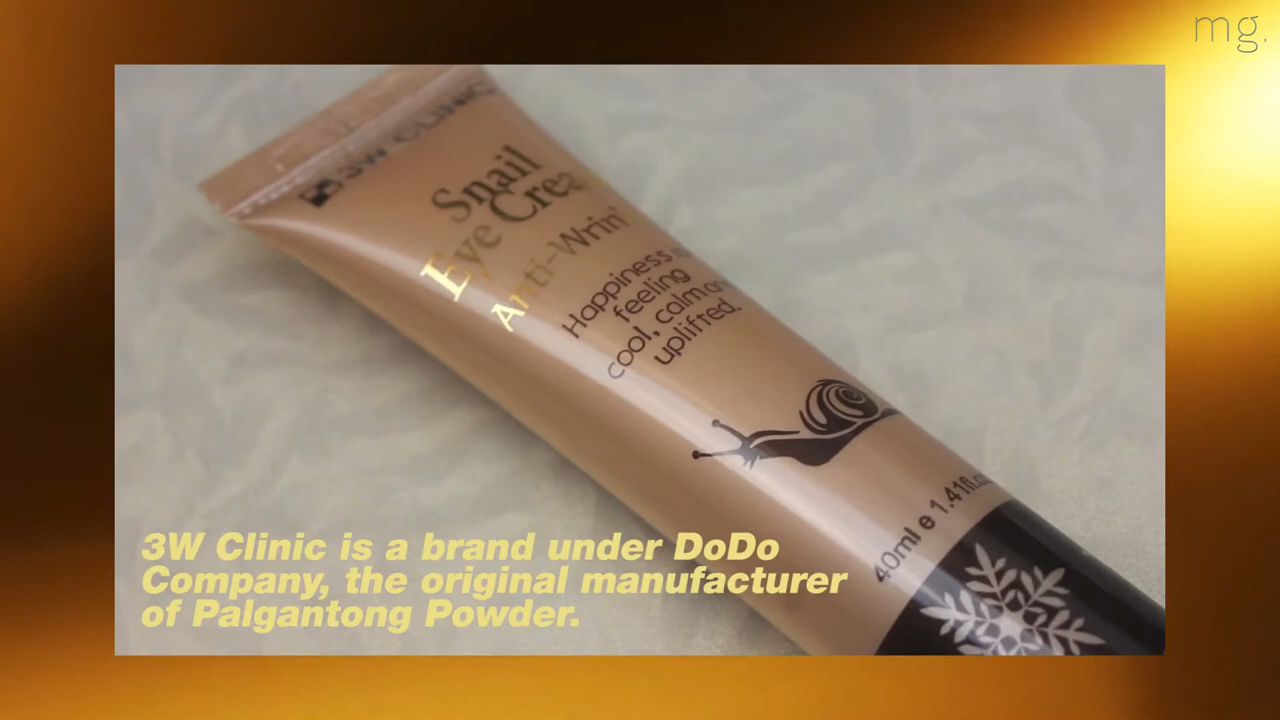 mg.
3W CLINIC
Snail
Eye Crea
Anti-Wrin
Happiness is
feeling
cool, calm an
uplifted.
40ml e 1.41fl.oz
3W Clinic is a brand under DoDo
Company, the original manufacturer
of Palgantong Powder.